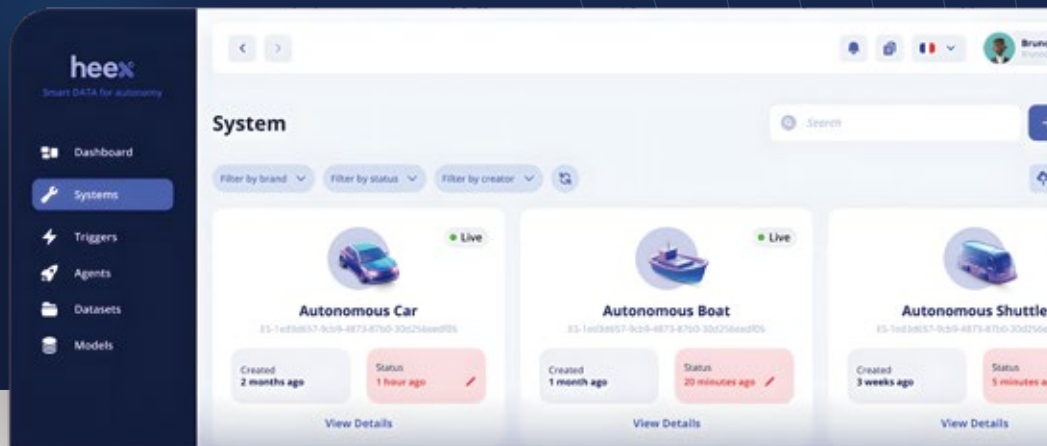 heex
Smart DATA for autonomy
Dashboard
Systems
Triggers
Agents
Datasets
Models
System
Search
Filter by brand
Filter by status
Filter by creator
Live
Autonomous Car
Created
2 months ago
Status
1 hour ago
View Details
Live
Autonomous Boat
Created
1 month ago
Status
20 minutes ago
View Details
Autonomous Shuttle
Created
3 weeks ago
Status
5 minutes
View Details